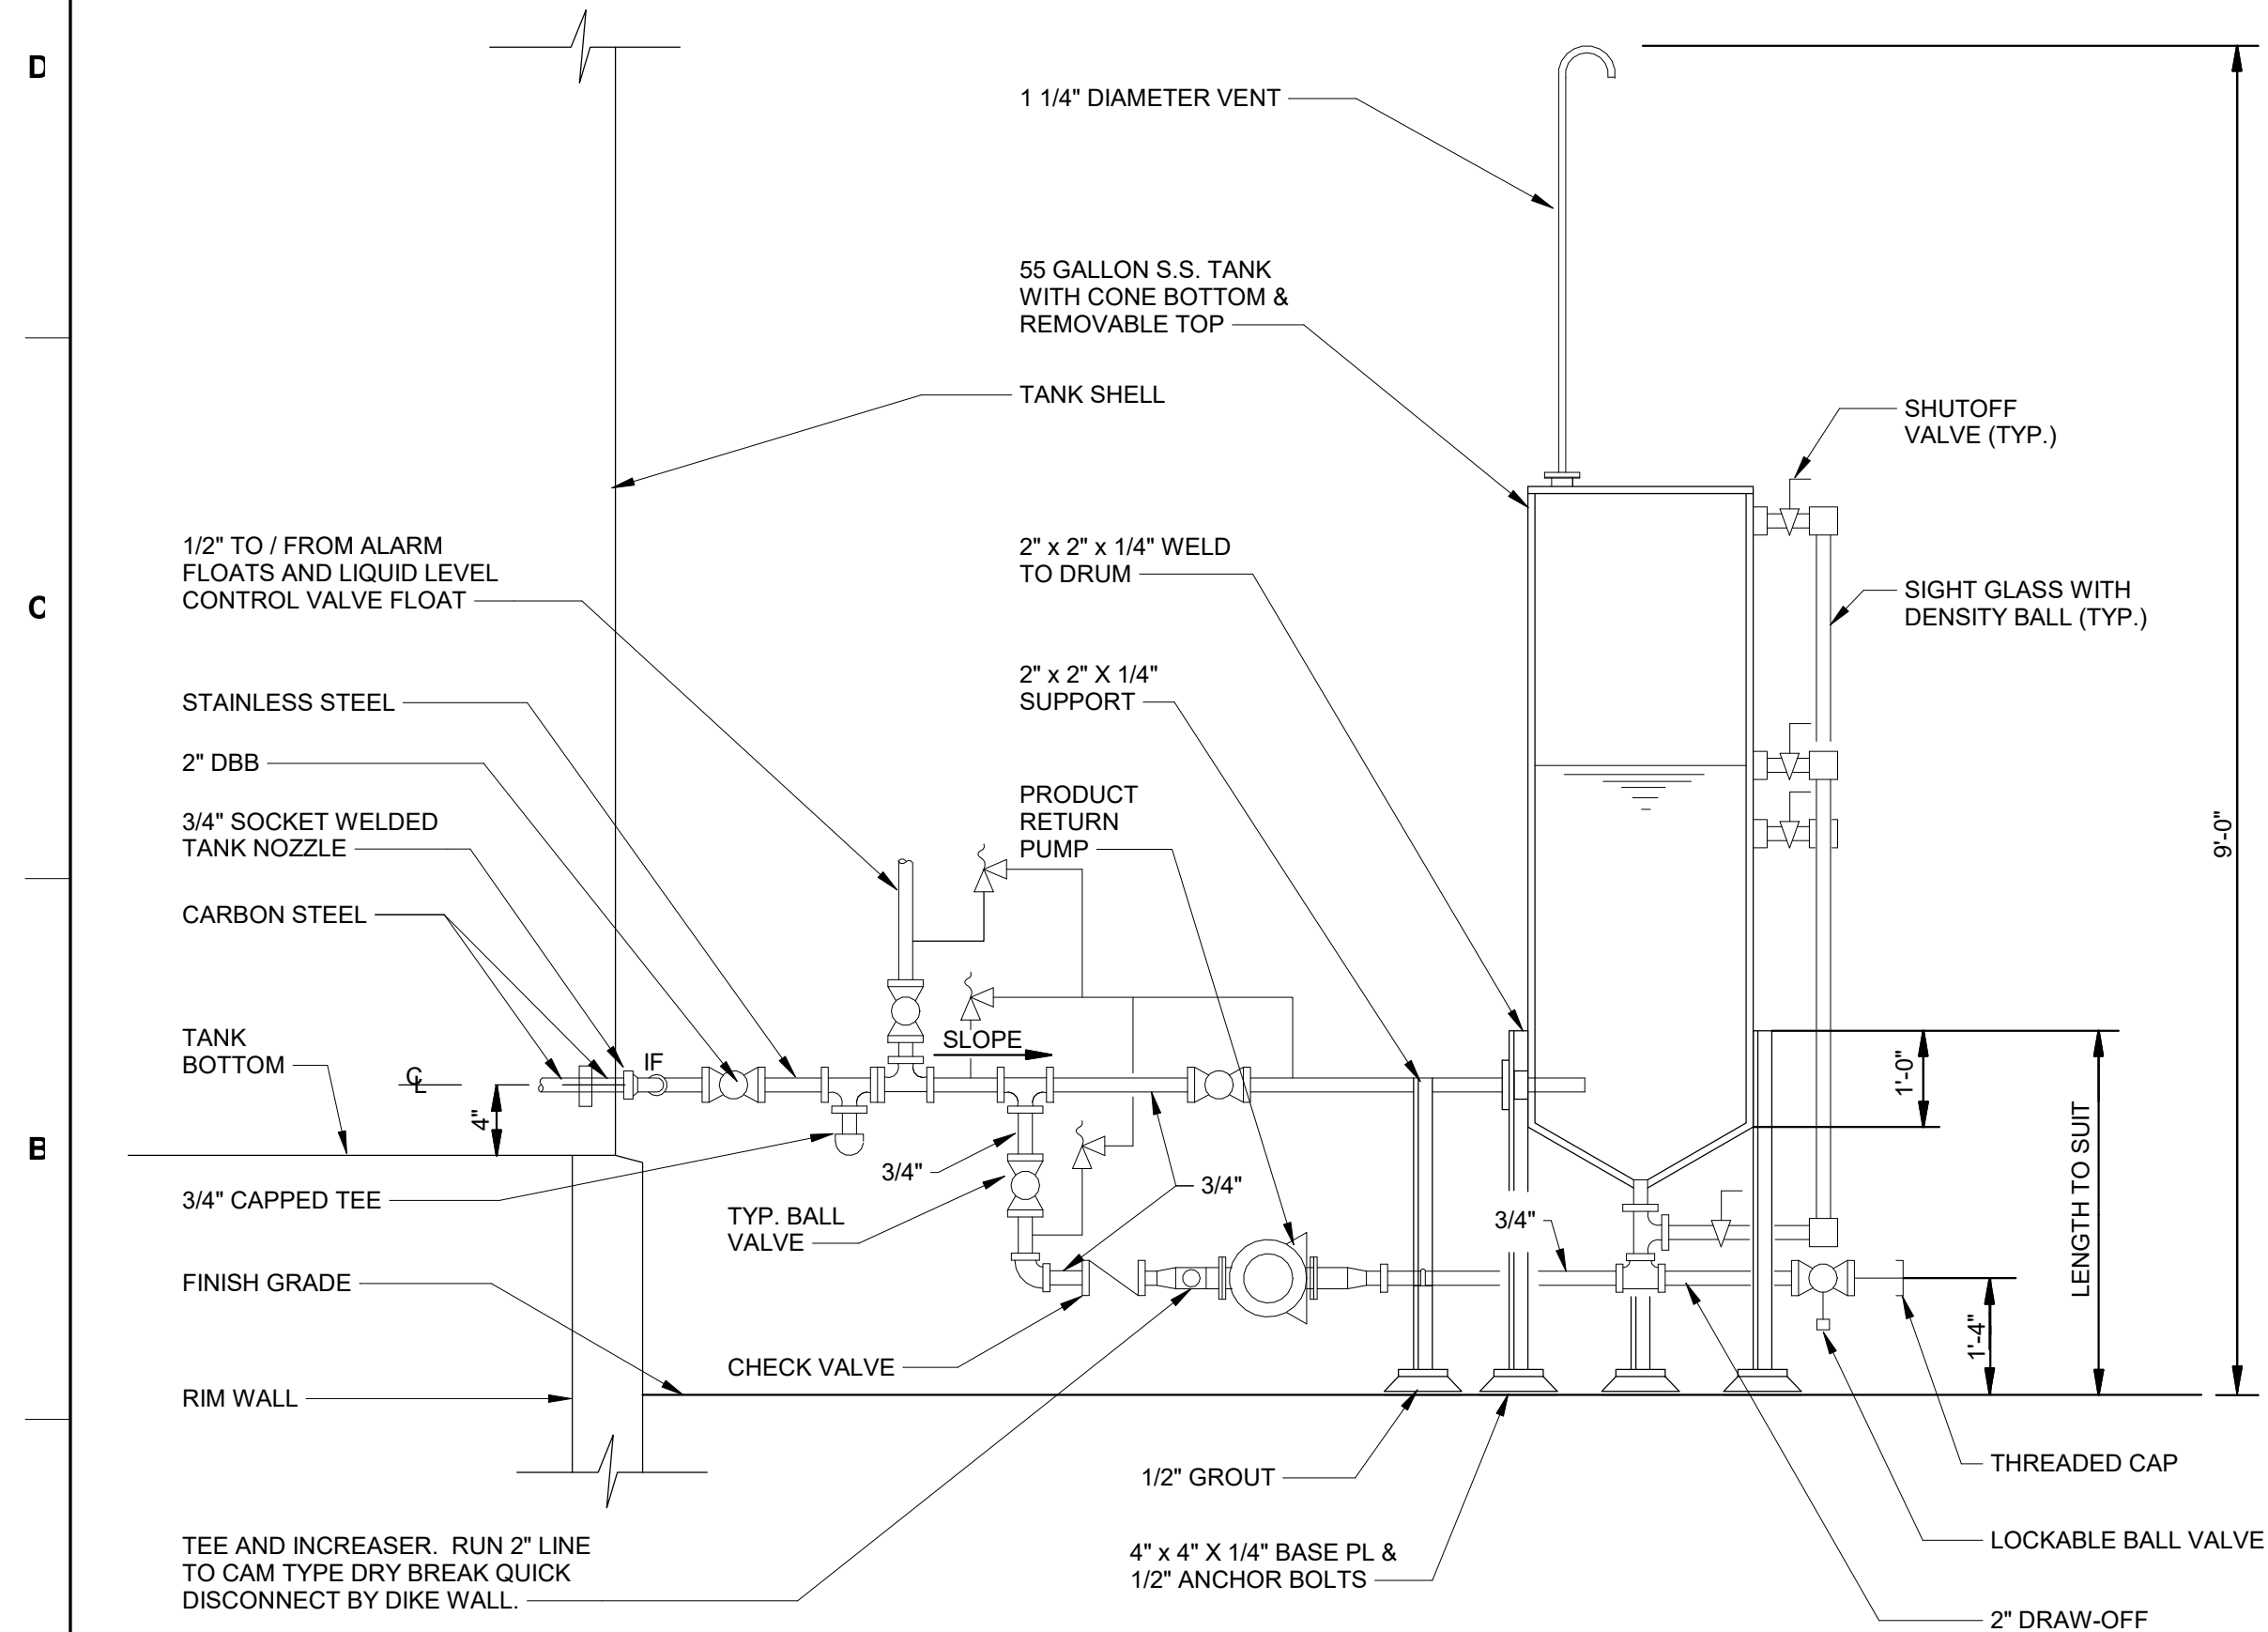 D
1 1/4" DIAMETER VENT
55 GALLON S.S. TANK
WITH CONE BOTTOM &
REMOVABLE TOP
TANK SHELL
SHUTOFF
VALVE (TYP.)
1/2" TO / FROM ALARM
FLOATS AND LIQUID LEVEL
CONTROL VALVE FLOAT
2" x 2" x 1/4" WELD
TO DRUM
SIGHT GLASS WITH
DENSITY BALL (TYP.)
C
STAINLESS STEEL
2" x 2" X 1/4"
SUPPORT
2" DBB
3/4" SOCKET WELDED
TANK NOZZLE
PRODUCT
RETURN
PUMP
9'-0"
CARBON STEEL
TANK
BOTTOM
CL
IF
SLOPE
4"
1'-0"
LENGTH TO SUIT
B
3/4" CAPPED TEE
3/4"
3/4"
3/4"
TYP. BALL
VALVE
FINISH GRADE
CHECK VALVE
1'-4"
RIM WALL
1/2" GROUT
THREADED CAP
TEE AND INCREASER. RUN 2" LINE
TO CAM TYPE DRY BREAK QUICK
DISCONNECT BY DIKE WALL.
4" x 4" X 1/4" BASE PL &
1/2" ANCHOR BOLTS
LOCKABLE BALL VALVE
2" DRAW-OFF